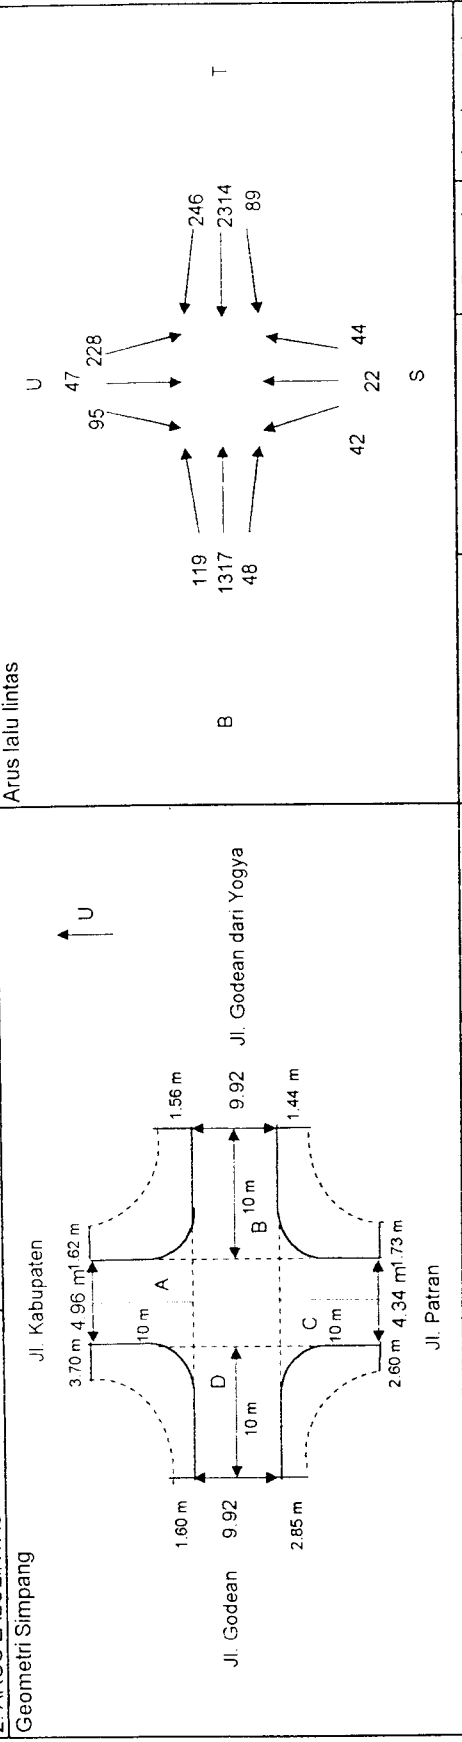 Geometri Simpang
Jl. Kabupaten
U
3.70 m 4.96 m 1.62 m
1.60 m
10 m
A
1.56 m
Jl. Godean
9.92
D
10 m
10 m
B
9.92
Jl. Godean dari Yogya
2.85 m
C
10 m
1.44 m
2.60 m 4.34 m 1.73 m
Jl. Patran
Arus lalu lintas
U
95
47
228
B
119
1317
48
246
2314
89
T
42
22
44
S